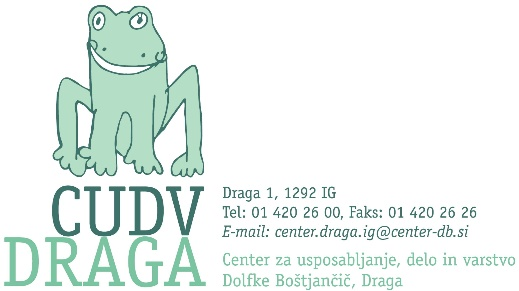 CUDV
DRAGA
Draga 1, 1292 IG
Tel: 01 420 26 00, Faks: 01 420 26 26
E-mail: center.draga.ig@center-db.si
Center za usposabljanje, delo in varstvo
Dolfke Boštjančič, Draga